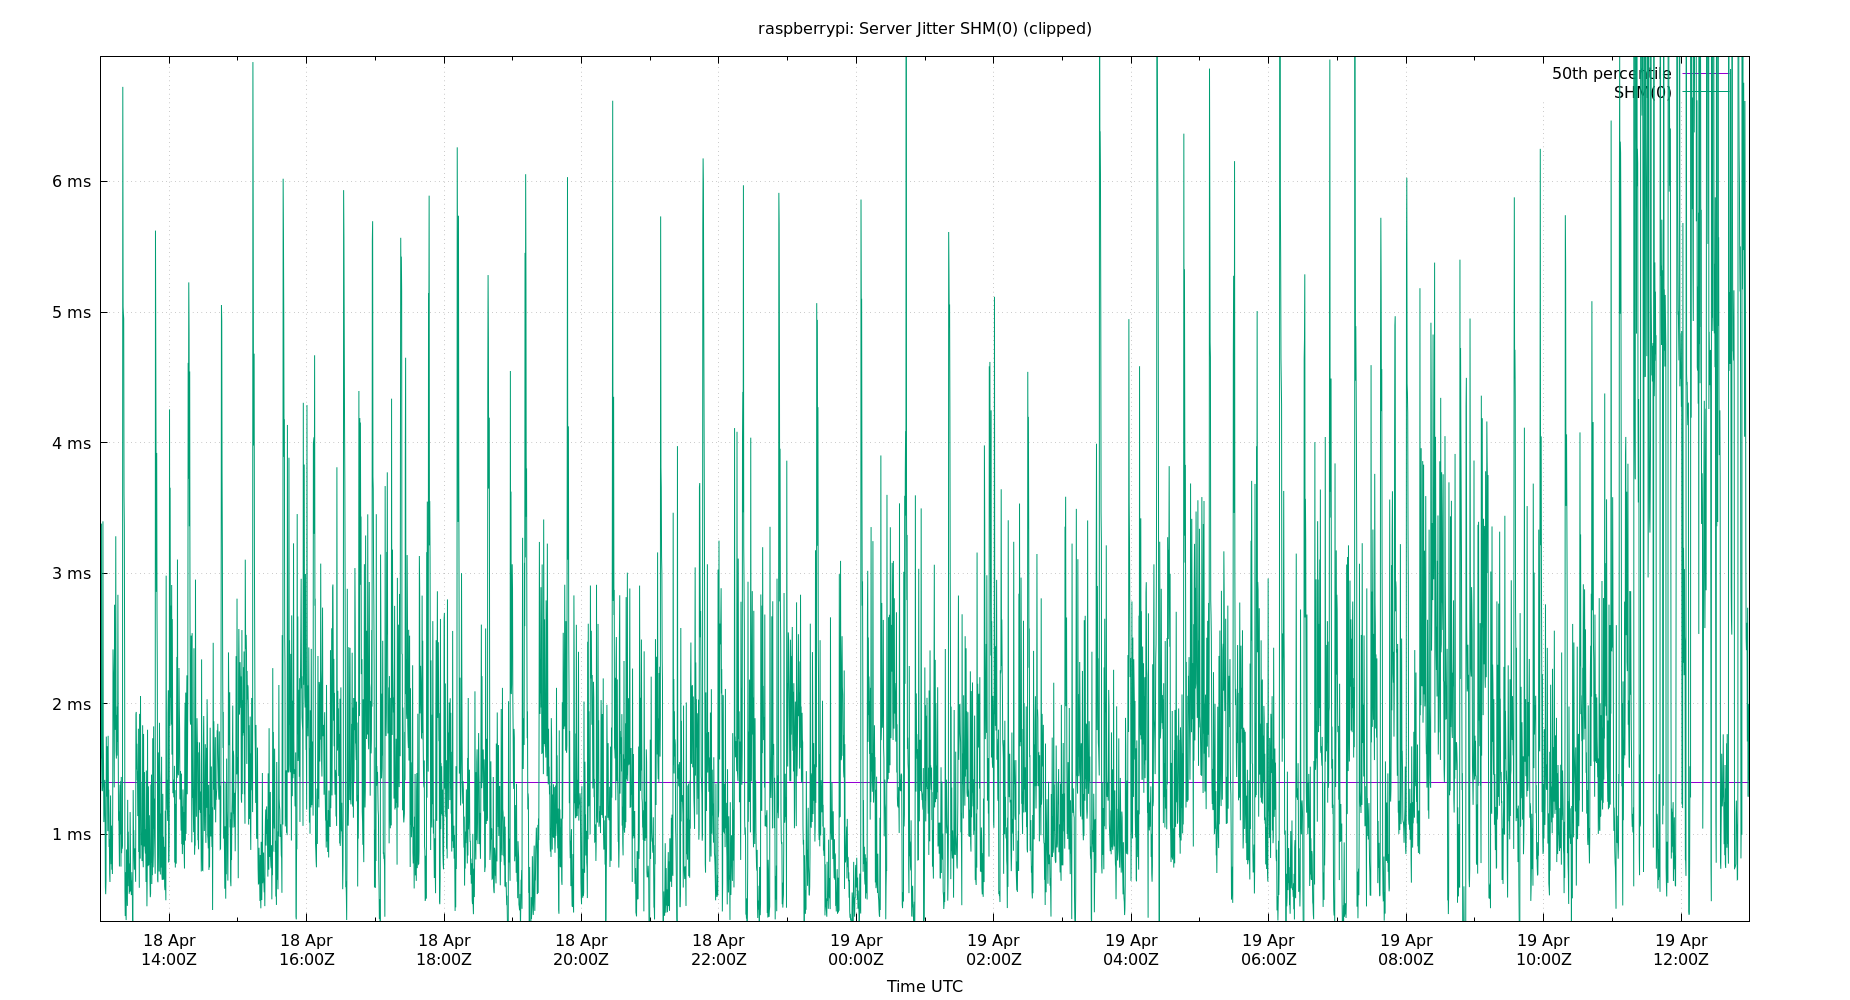 raspberrypi: Server Jitter SHM(0) (clipped)
50th percentile
SHM(0)
6 ms
5 ms
4 ms
3 ms
2 ms
1 ms
18 Apr 18 Apr 18 Apr 18 Apr 18 Apr 19 Apr 19 Apr 19 Apr 19 Apr 19 Apr 19 Apr 19 Apr
14:00Z 16:00Z 18:00Z 20:00Z 22:00Z 00:00Z 02:00Z 04:00Z 06:00Z 08:00Z 10:00Z 12:00Z
Time UTC